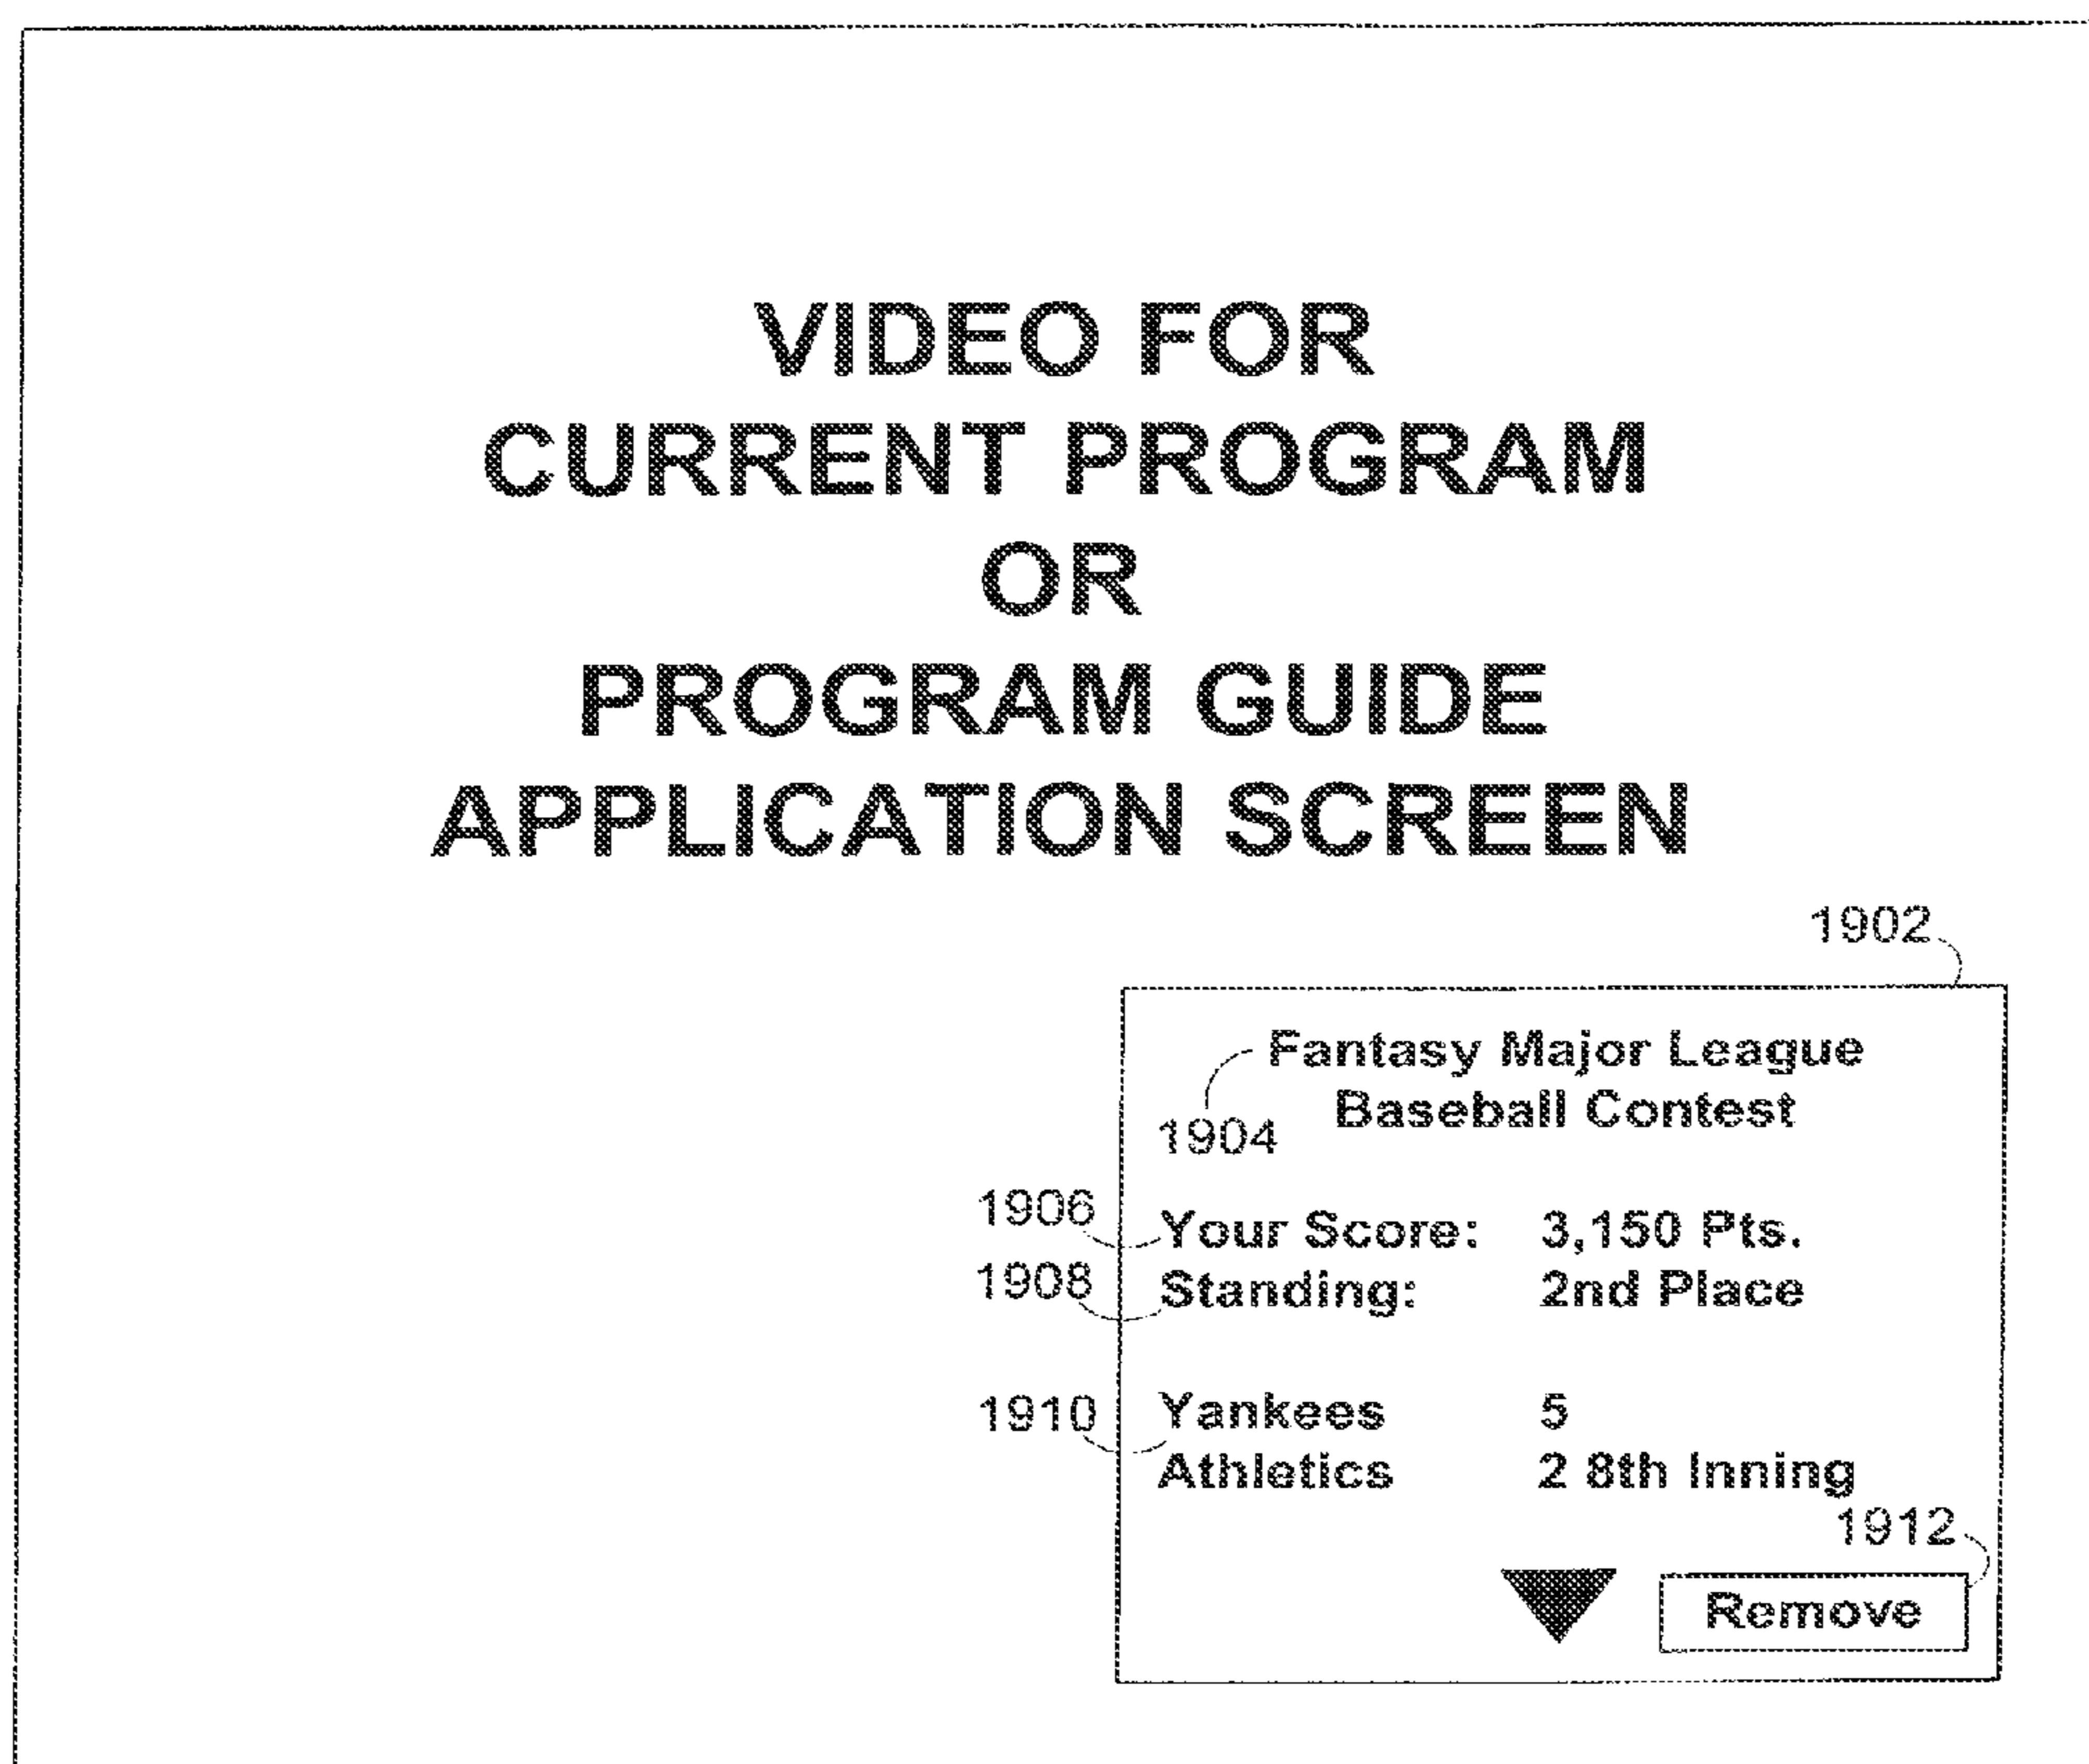 VIDEO FOR
CURRENT PROGRAM
OR
PROGRAM GUIDE
APPLICATION SCREEN
1902
Fantasy Major League
Baseball Contest
1904
1906 Your Score: 3,150 Pts.
1908 Standing: 2nd Place
1910 Yankees 5
Athletics 2 8th Inning
1912
Remove